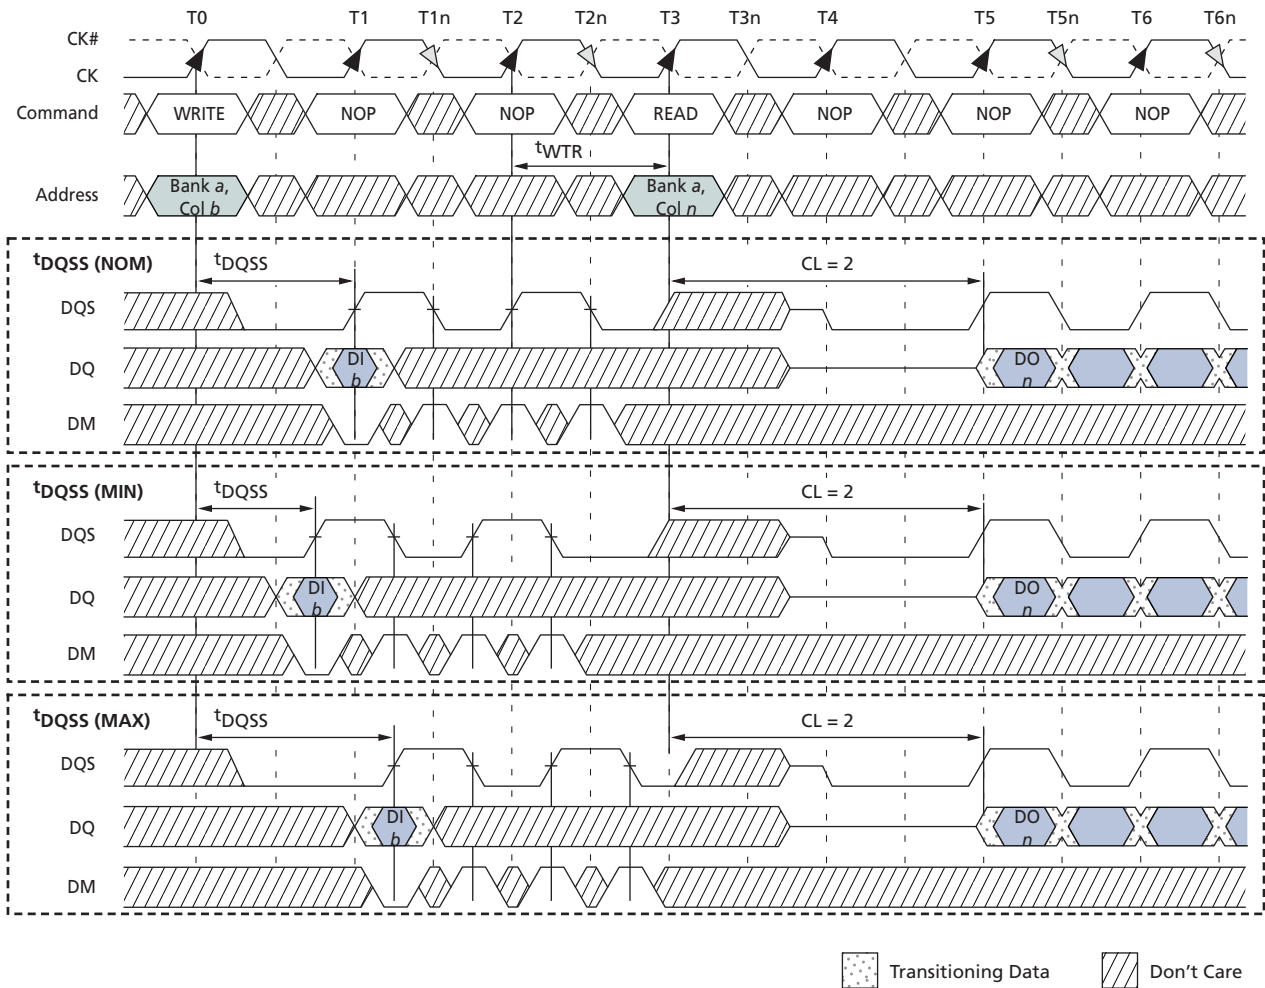 T0 T1 T1n T2 T2n T3 T3n T4 T5 T5n T6 T6n
CK#
CK
Command WRITE NOP NOP READ NOP NOP NOP
tWTR
Address Bank a, Col b Bank a, Col n
tDQSS (NOM) tDQSS CL = 2
DQS
DQ DI b DO n
DM
tDQSS (MIN) tDQSS CL = 2
DQS
DQ DI b DO n
DM
tDQSS (MAX) tDQSS CL = 2
DQS
DQ DI b DO n
DM
Transitioning Data Don't Care